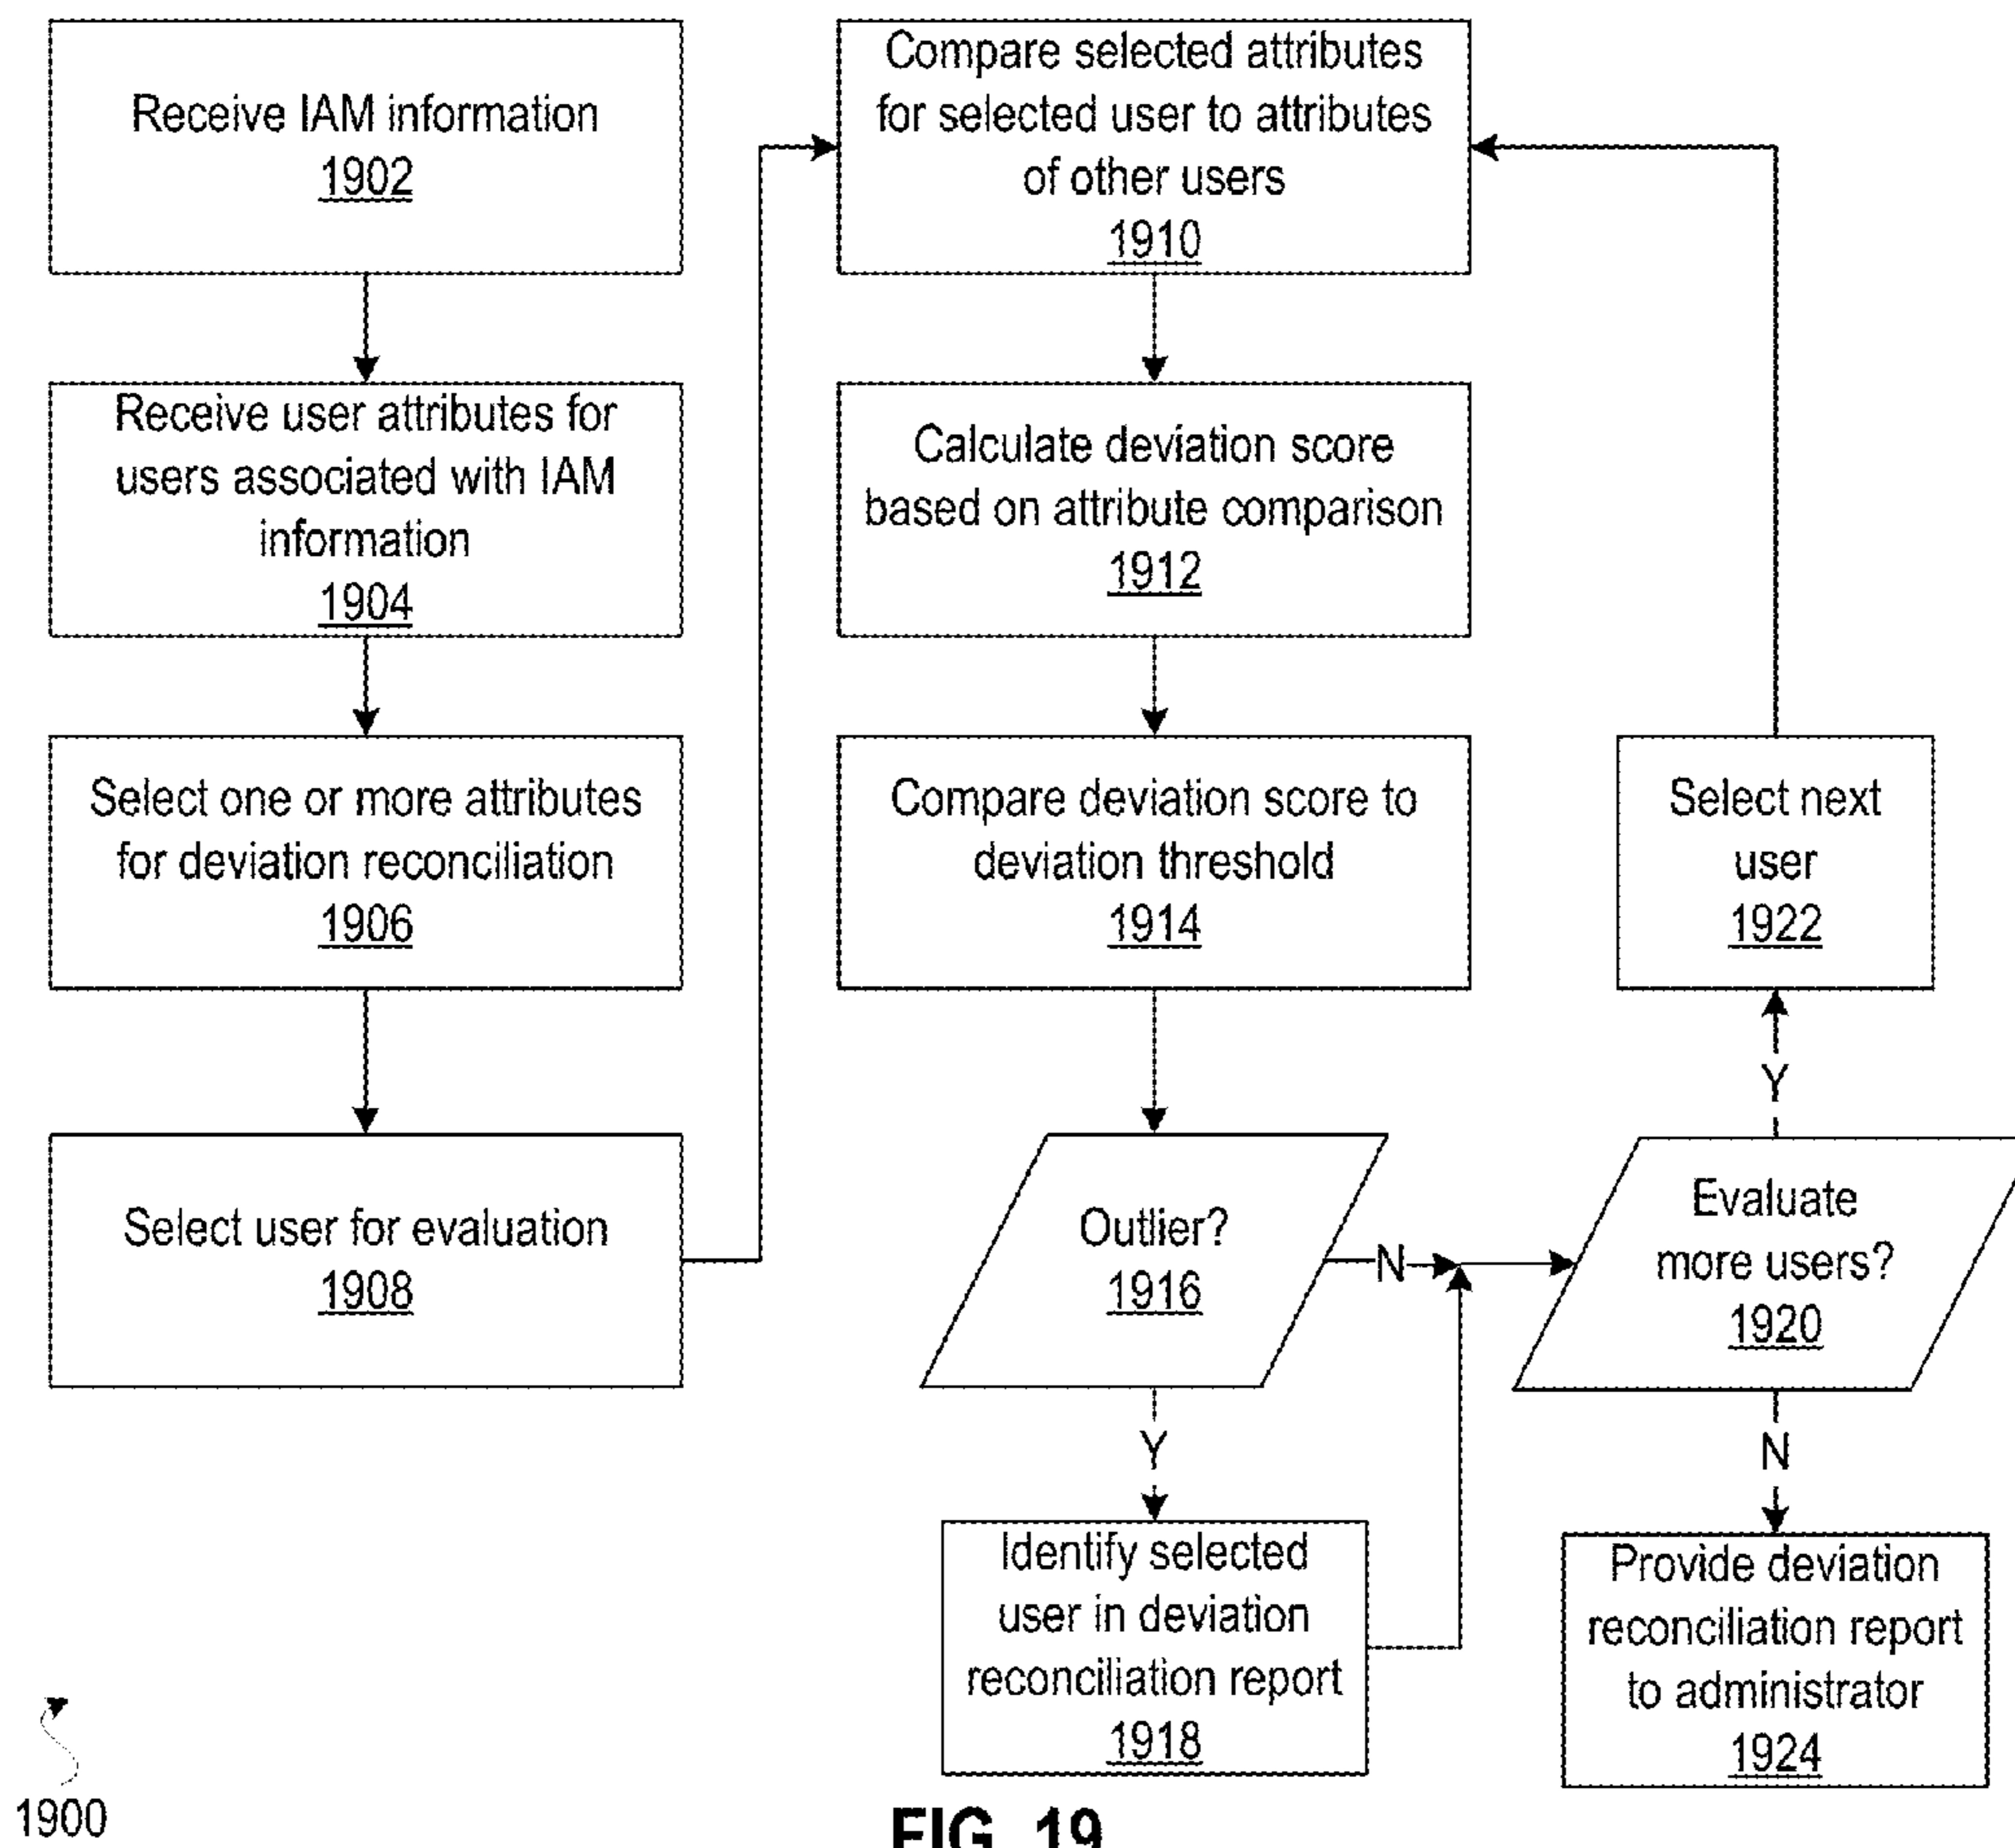 Receive IAM information
1902
Receive user attributes for
users associated with IAM
information
1904
Select one or more attributes
for deviation reconciliation
1906
Select user for evaluation
1908
Compare selected attributes
for selected user to attributes
of other users
1910
Calculate deviation score
based on attribute comparison
1912
Compare deviation score to
deviation threshold
1914
Outlier?
1916
N
Y
Identify selected
user in deviation
reconciliation report
1918
Select next
user
1922
Y
Evaluate
more users?
1920
N
Provide deviation
reconciliation report
to administrator
1924
1900
FIG. 19